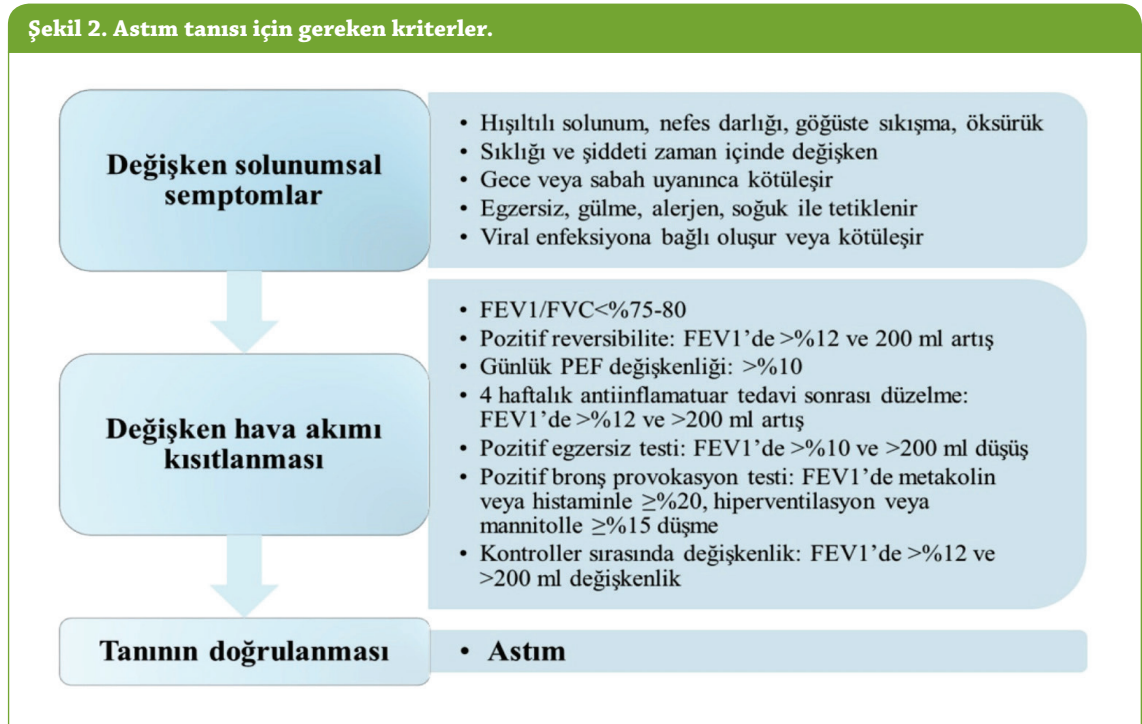 Şekil 2. Astım tanısı için gereken kriterler.
Değişken solunumsal
semptomlar
• Hışıltılı solunum, nefes darlığı, göğüste sıkışma, öksürük
• Sıklığı ve şiddeti zaman içinde değişken
• Gece veya sabah uyanınca kötüleşir
• Egzersiz, gülme, alerjen, soğuk ile tetiklenir
• Viral enfeksiyona bağlı oluşur veya kötüleşir
Değişken hava akımı
kısıtlanması
• FEV1/FVC<%75-80
• Pozitif reversibilite: FEV1’de >%12 ve 200 ml artış
• Günlük PEF değişkenliği: >%10
• 4 haftalık antiinflamatuar tedavi sonrası düzelme:
FEV1’de >%12 ve >200 ml artış
• Pozitif egzersiz testi: FEV1’de >%10 ve >200 ml düşüş
• Pozitif bronş provokasyon testi: FEV1’de metakolin
veya histaminle ≥%20, hiperventilasyon veya
mannitolle ≥%15 düşme
• Kontroller sırasında değişkenlik: FEV1’de >%12 ve
>200 ml değişkenlik
Tanının doğrulanması
• Astım